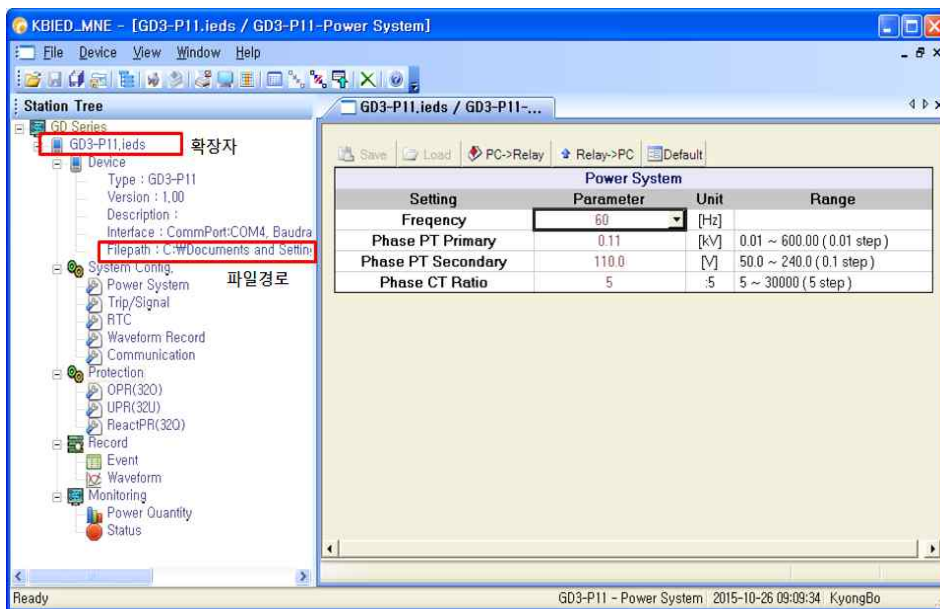 KBIED_MNE - [GD3-P11.ieds / GD3-P11-Power System]
File Device View Window Help
Station Tree
GD3-P11.ieds / GD3-P11-...
GD Series
GD3-P11.ieds 확장자
Device
Type : GD3-P11
Version : 1.00
Description :
Interface : CommPort:COM4, Baudra
Filepath : C:₩Documents and Settin
파일경로
System Config.
Power System
Trip/Signal
RTC
Waveform Record
Communication
Protection
OPR(32O)
UPR(32U)
ReactPR(32Q)
Record
Event
Waveform
Monitoring
Power Quantity
Status
Save Load PC->Relay Relay->PC Default
Power System
Setting Parameter Unit Range
Freqency 60 [Hz]
Phase PT Primary 0.11 [kV] 0.01 ~ 600.00 ( 0.01 step )
Phase PT Secondary 110.0 [V] 50.0 ~ 240.0 ( 0.1 step )
Phase CT Ratio 5 :5 5 ~ 30000 ( 5 step )
Ready
GD3-P11 - Power System 2015-10-26 09:09:34 KyongBo